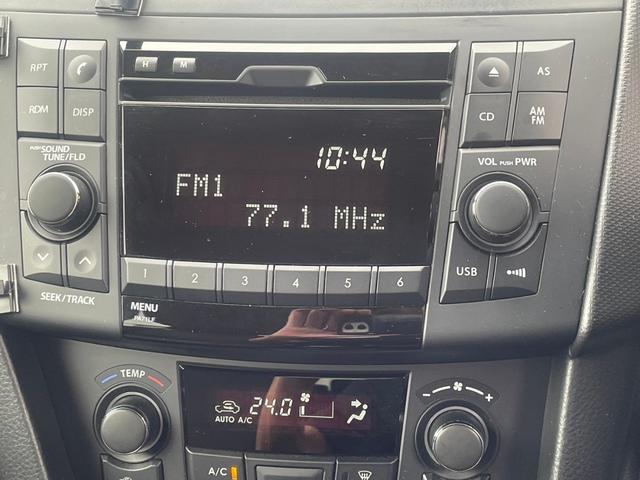 RPT
H
M
AS
RDM
DISP
CD
AM
FM
10:44
PUSH SOUND
TUNE/FLD
VOL PUSH PWR
FM1
77.1 MHz
1 2 3 4 5 6
USB
SEEK/TRACK
MENU
PA71LF
TEMP
AUTO A/C
24.0
- +
A/C